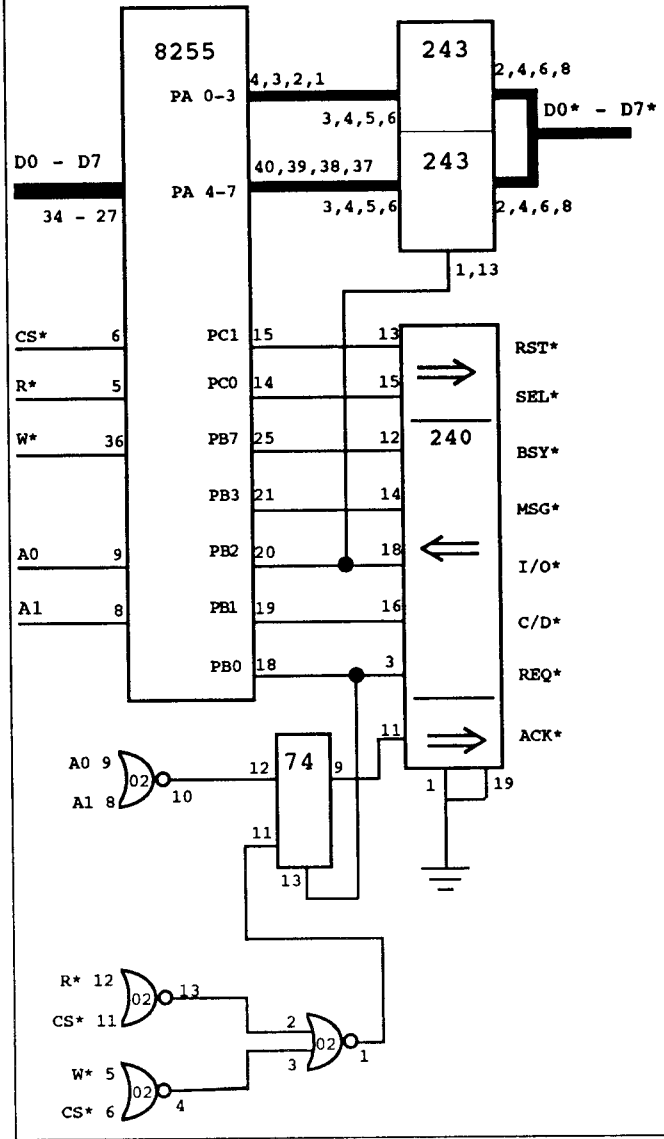 8255
243
PA 0-3
4,3,2,1
3,4,5,6
2,4,6,8
D0* - D7*
243
D0 - D7
34 - 27
PA 4-7
40,39,38,37
3,4,5,6
2,4,6,8
1,13
CS* 6
PC1 15
13 RST*
R* 5
PC0 14
15 SEL*
240
W* 36
PB7 25
12 BSY*
PB3 21
14 MSG*
A0 9
PB2 20
18 I/O*
A1 8
PB1 19
16 C/D*
PB0 18
3 REQ*
11 ACK*
A0 9
A1 8
02
10
12 74 9
11
13
1 19
R* 12
CS* 11
02
13
2
3
02
1
W* 5
CS* 6
02
4